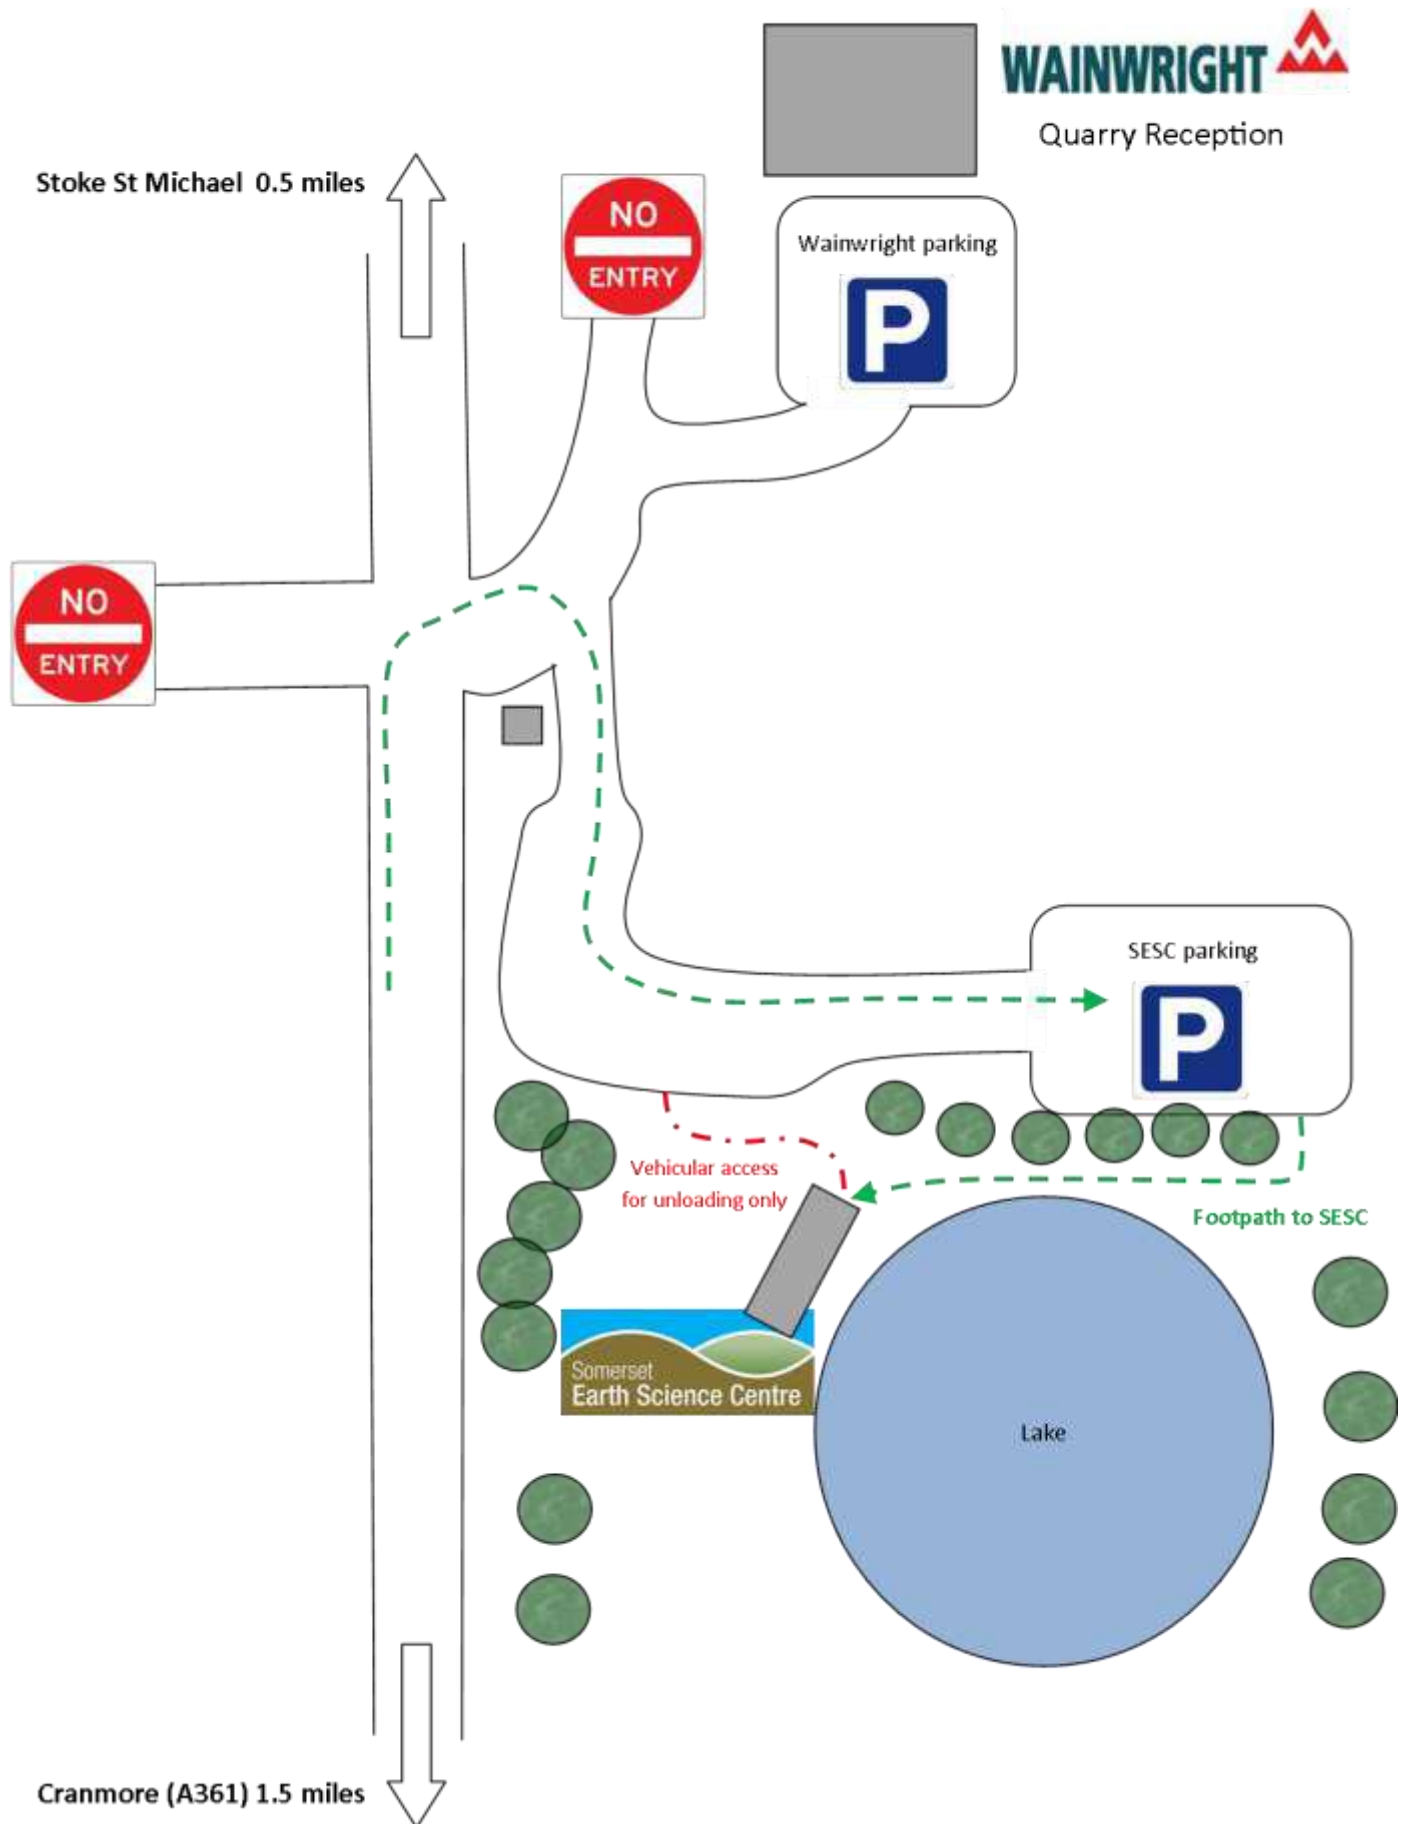 WAINWRIGHT
Quarry Reception
Stoke St Michael 0.5 miles
NO
ENTRY
Wainwright parking
P
NO
ENTRY
SESC parking
P
Vehicular access
for unloading only
Footpath to SESC
Somerset
Earth Science Centre
Lake
Cranmore (A361) 1.5 miles